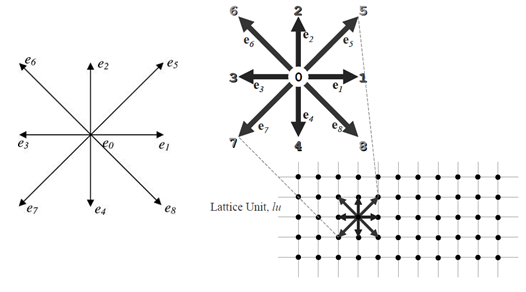 e6
e2
e5
e3
e0
e1
e7
e4
e8
6 2 5
e6 e2 e5
3 0 1
e3 e1
e7 e4 e8
7 4 8
Lattice Unit, lu